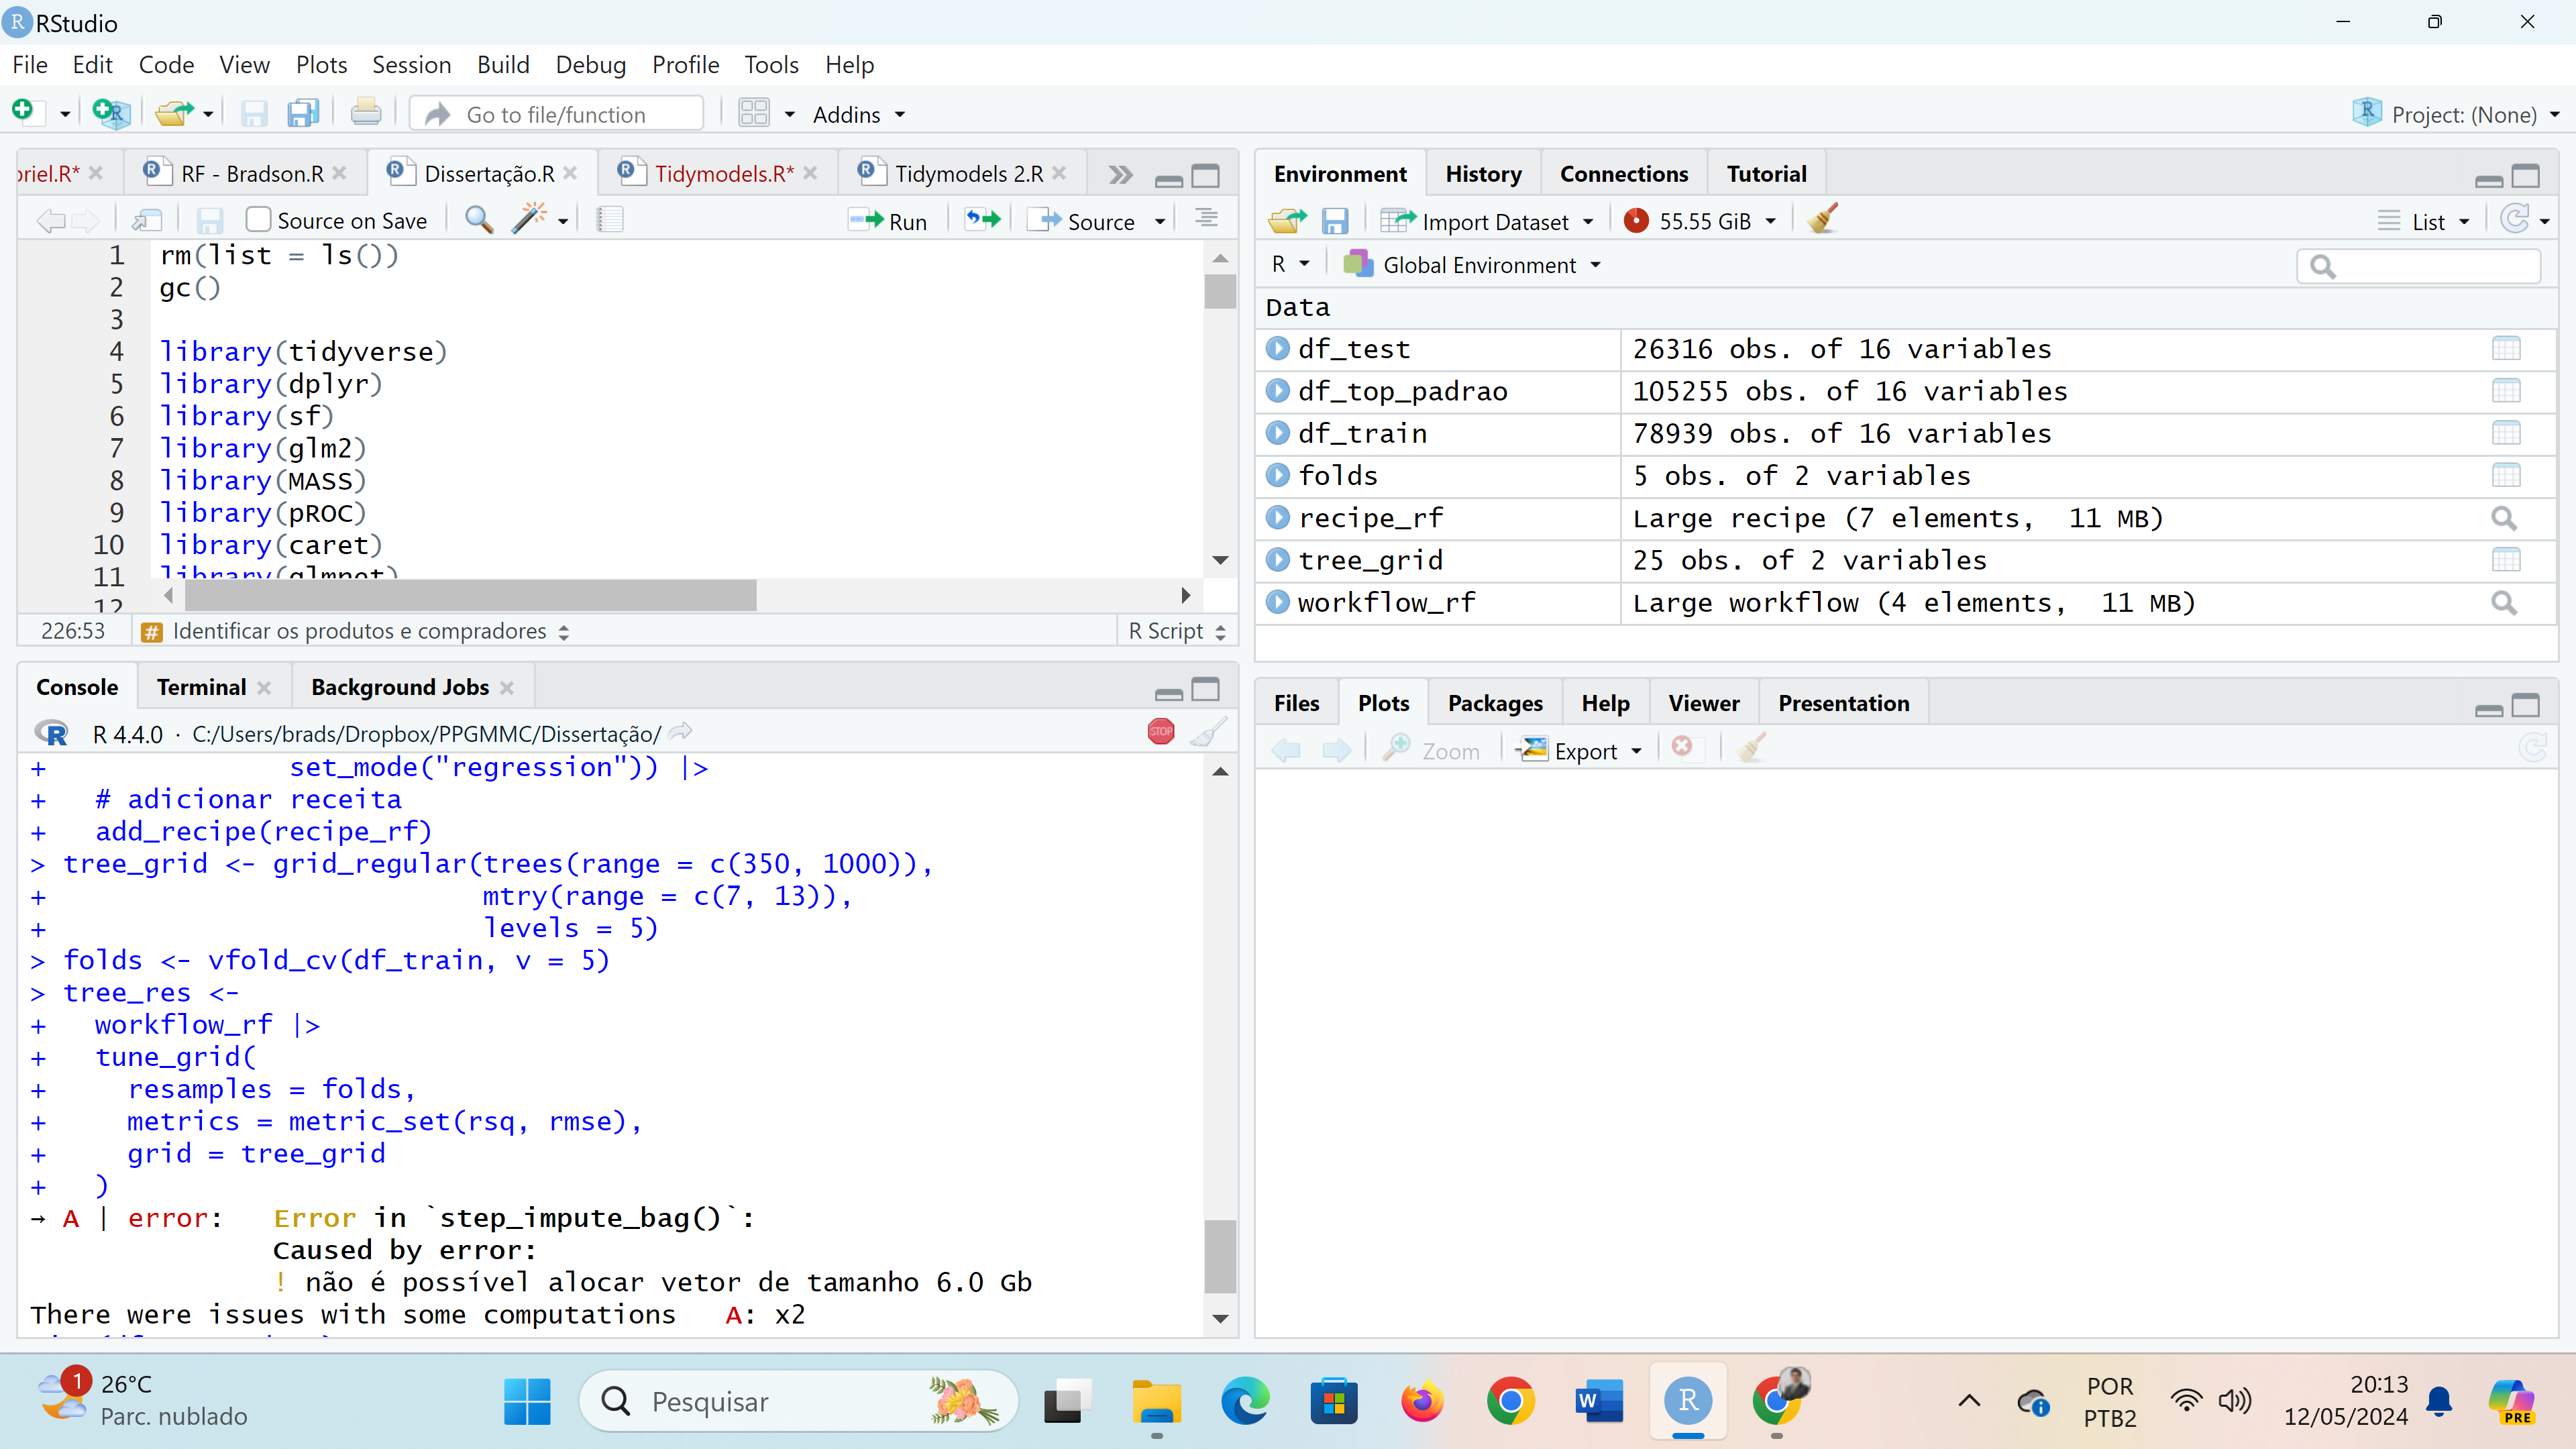 RStudio
File Edit Code View Plots Session Build Debug Profile Tools Help
Go to file/function Addins Project: (None)
riel.R* RF - Bradson.R Dissertação.R Tidymodels.R* Tidymodels 2.R
Source on Save Run Source
1 rm(list = ls())
2 gc()
3
4 library(tidyverse)
5 library(dplyr)
6 library(sf)
7 library(glm2)
8 library(MASS)
9 library(pROC)
10 library(caret)
11 library(glmnet)
12
226:53 # Identificar os produtos e compradores R Script
Environment History Connections Tutorial
Import Dataset 55.55 GiB List
R Global Environment
Data
df_test 26316 obs. of 16 variables
df_top_padrao 105255 obs. of 16 variables
df_train 78939 obs. of 16 variables
folds 5 obs. of 2 variables
recipe_rf Large recipe (7 elements, 11 MB)
tree_grid 25 obs. of 2 variables
workflow_rf Large workflow (4 elements, 11 MB)
Console Terminal Background Jobs
R 4.4.0 · C:/Users/brads/Dropbox/PPGMMC/Dissertação/ STOP
+ set_mode("regression")) |>
+ # adicionar receita
+ add_recipe(recipe_rf)
> tree_grid <- grid_regular(trees(range = c(350, 1000)),
+ mtry(range = c(7, 13)),
+ levels = 5)
> folds <- vfold_cv(df_train, v = 5)
> tree_res <-
+ workflow_rf |>
+ tune_grid(
+ resamples = folds,
+ metrics = metric_set(rsq, rmse),
+ grid = tree_grid
+ )
→ A | error: Error in `step_impute_bag()`:
Caused by error:
! não é possível alocar vetor de tamanho 6.0 Gb
There were issues with some computations A: x2
Files Plots Packages Help Viewer Presentation
Zoom Export
1 26°C
Parc. nublado
Pesquisar
POR
PTB2
20:13
12/05/2024
PRE